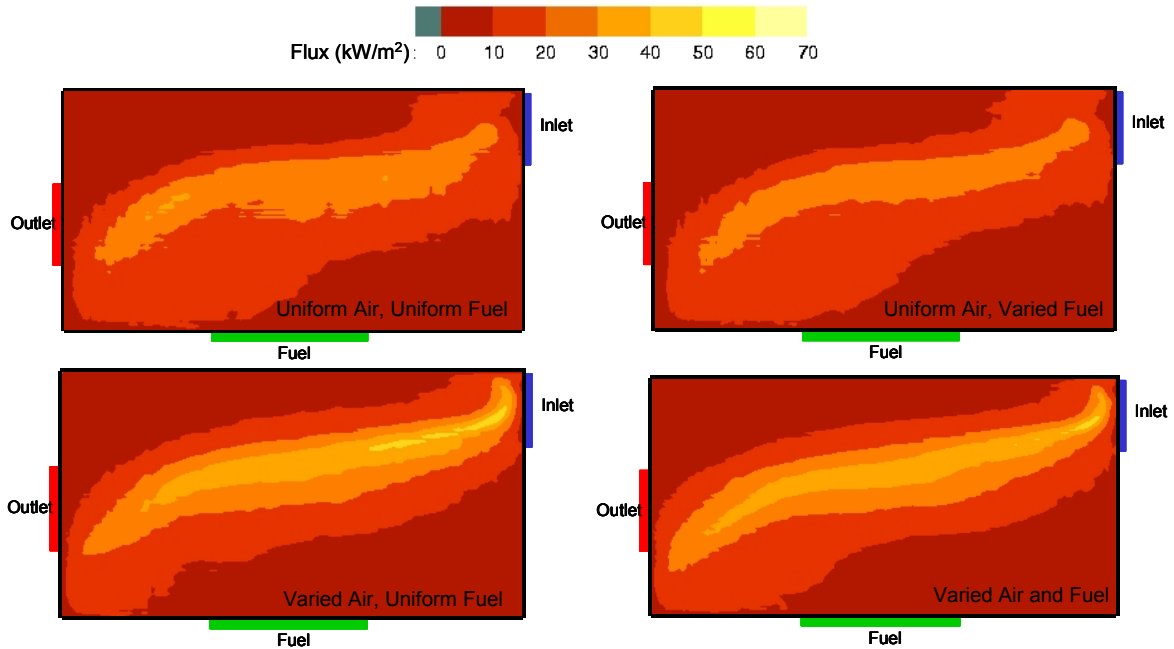 Flux (kW/m²): 0 10 20 30 40 50 60 70
Inlet
Outlet
Uniform Air, Uniform Fuel
Fuel
Inlet
Outlet
Uniform Air, Varied Fuel
Fuel
Inlet
Outlet
Varied Air, Uniform Fuel
Fuel
Inlet
Outlet
Varied Air and Fuel
Fuel